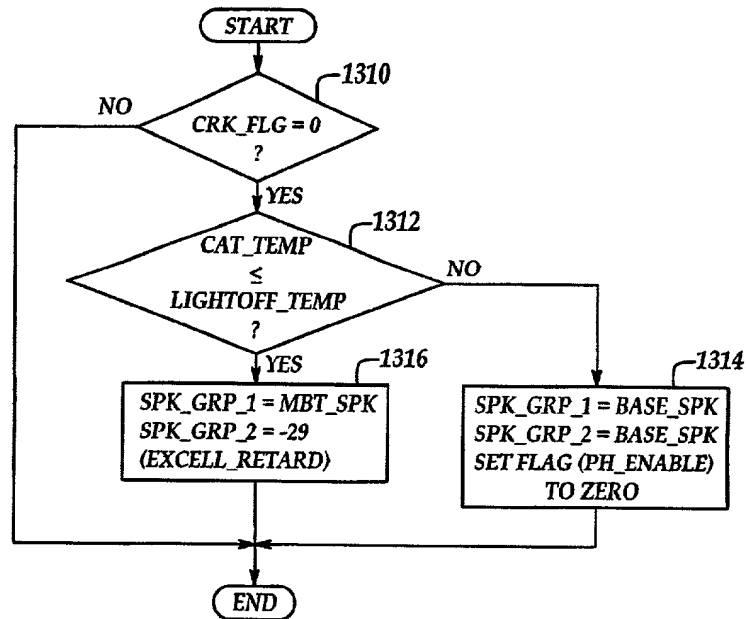 START
1310
NO
CRK_FLG = 0
?
YES
1312
CAT_TEMP
≤
LIGHTOFF_TEMP
?
NO
YES
1316
SPK_GRP_1 = MBT_SPK
SPK_GRP_2 = -29
(EXCELL_RETARD)
1314
SPK_GRP_1 = BASE_SPK
SPK_GRP_2 = BASE_SPK
SET FLAG (PH_ENABLE)
TO ZERO
END